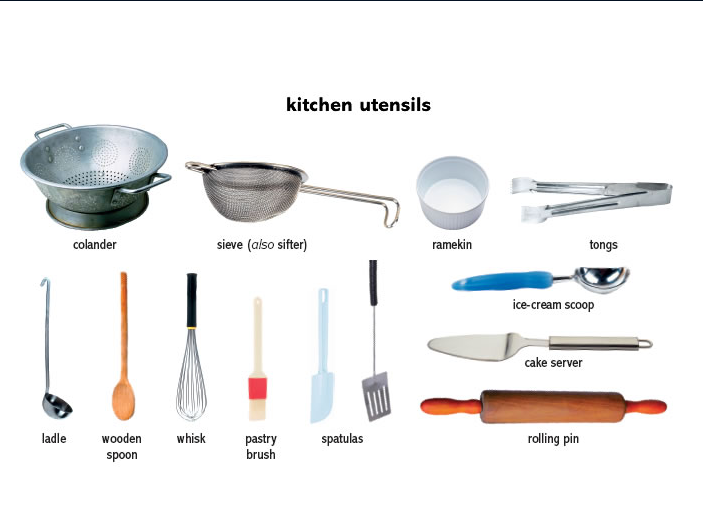 kitchen utensils
colander
sieve (also sifter)
ramekin
tongs
ice-cream scoop
cake server
ladle
wooden
spoon
whisk
pastry
brush
spatulas
rolling pin